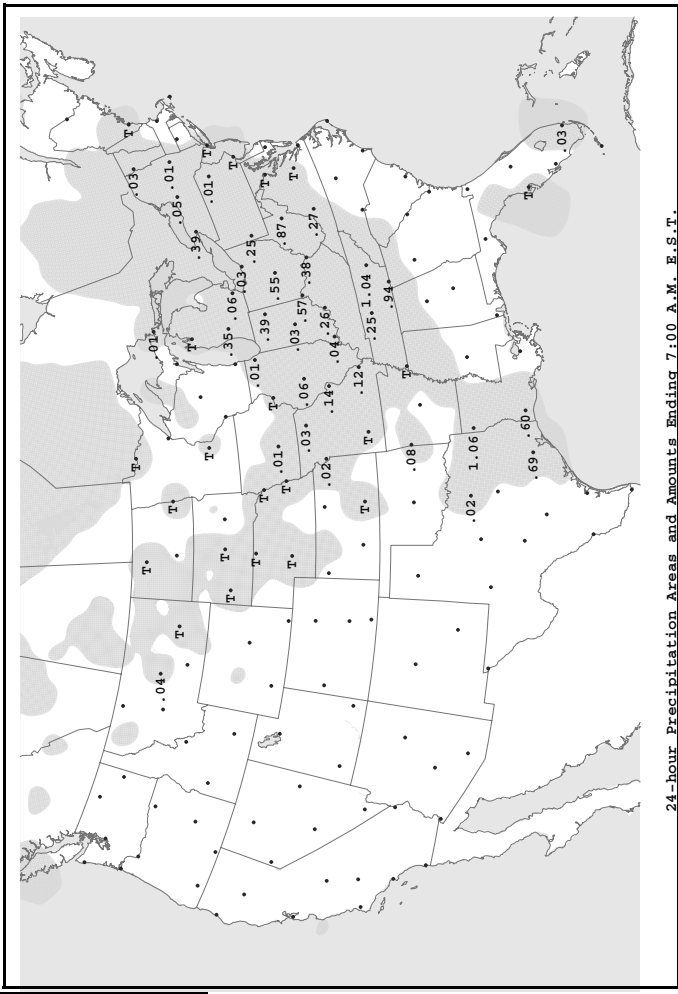 T
.03
T
T
.01
.04
.01
T
.05
T
T
.39
T
.01
T
T
.35
T
.06
T
.03
.25
.01
T
T
T
.39
T
.55
.01
.87
T
T
T
.03
.57
.06
.03
.38
.27
.26
.02
.14
.04
.12
T
1.04
T
.25
.94
T
.08
.02
1.06
.60
T
.69
.03
24-hour Precipitation Areas and Amounts Ending 7:00 A.M. E.S.T.